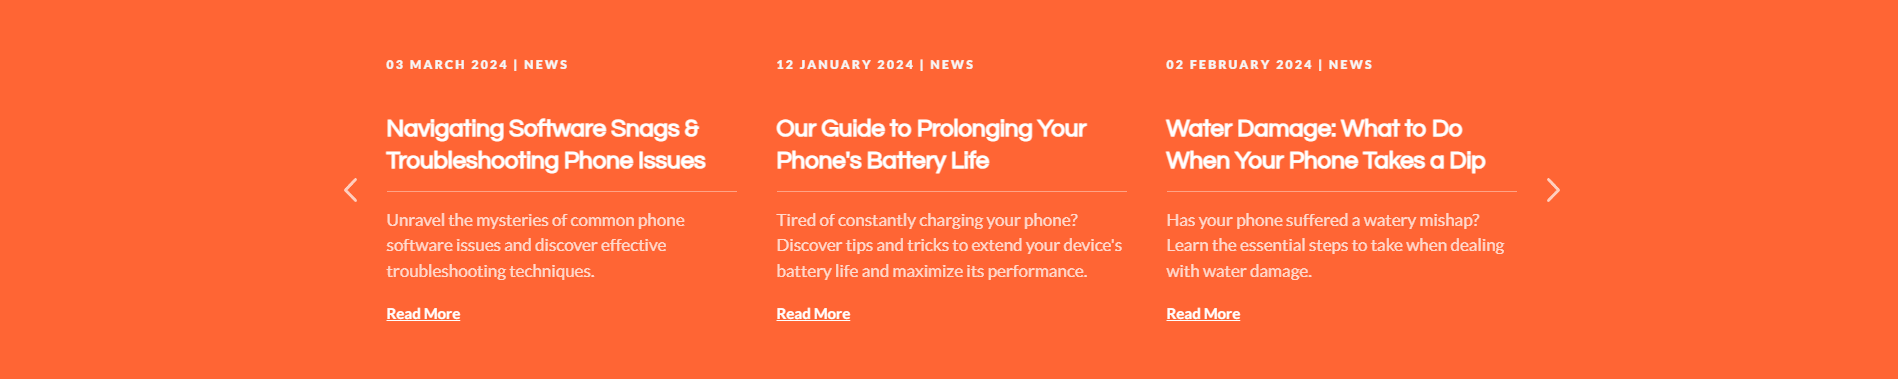 03 MARCH 2024 | NEWS
Navigating Software Snags &
Troubleshooting Phone Issues
Unravel the mysteries of common phone
software issues and discover effective
troubleshooting techniques.
Read More
12 JANUARY 2024 | NEWS
Our Guide to Prolonging Your
Phone's Battery Life
Tired of constantly charging your phone?
Discover tips and tricks to extend your device's
battery life and maximize its performance.
Read More
02 FEBRUARY 2024 | NEWS
Water Damage: What to Do
When Your Phone Takes a Dip
Has your phone suffered a watery mishap?
Learn the essential steps to take when dealing
with water damage.
Read More